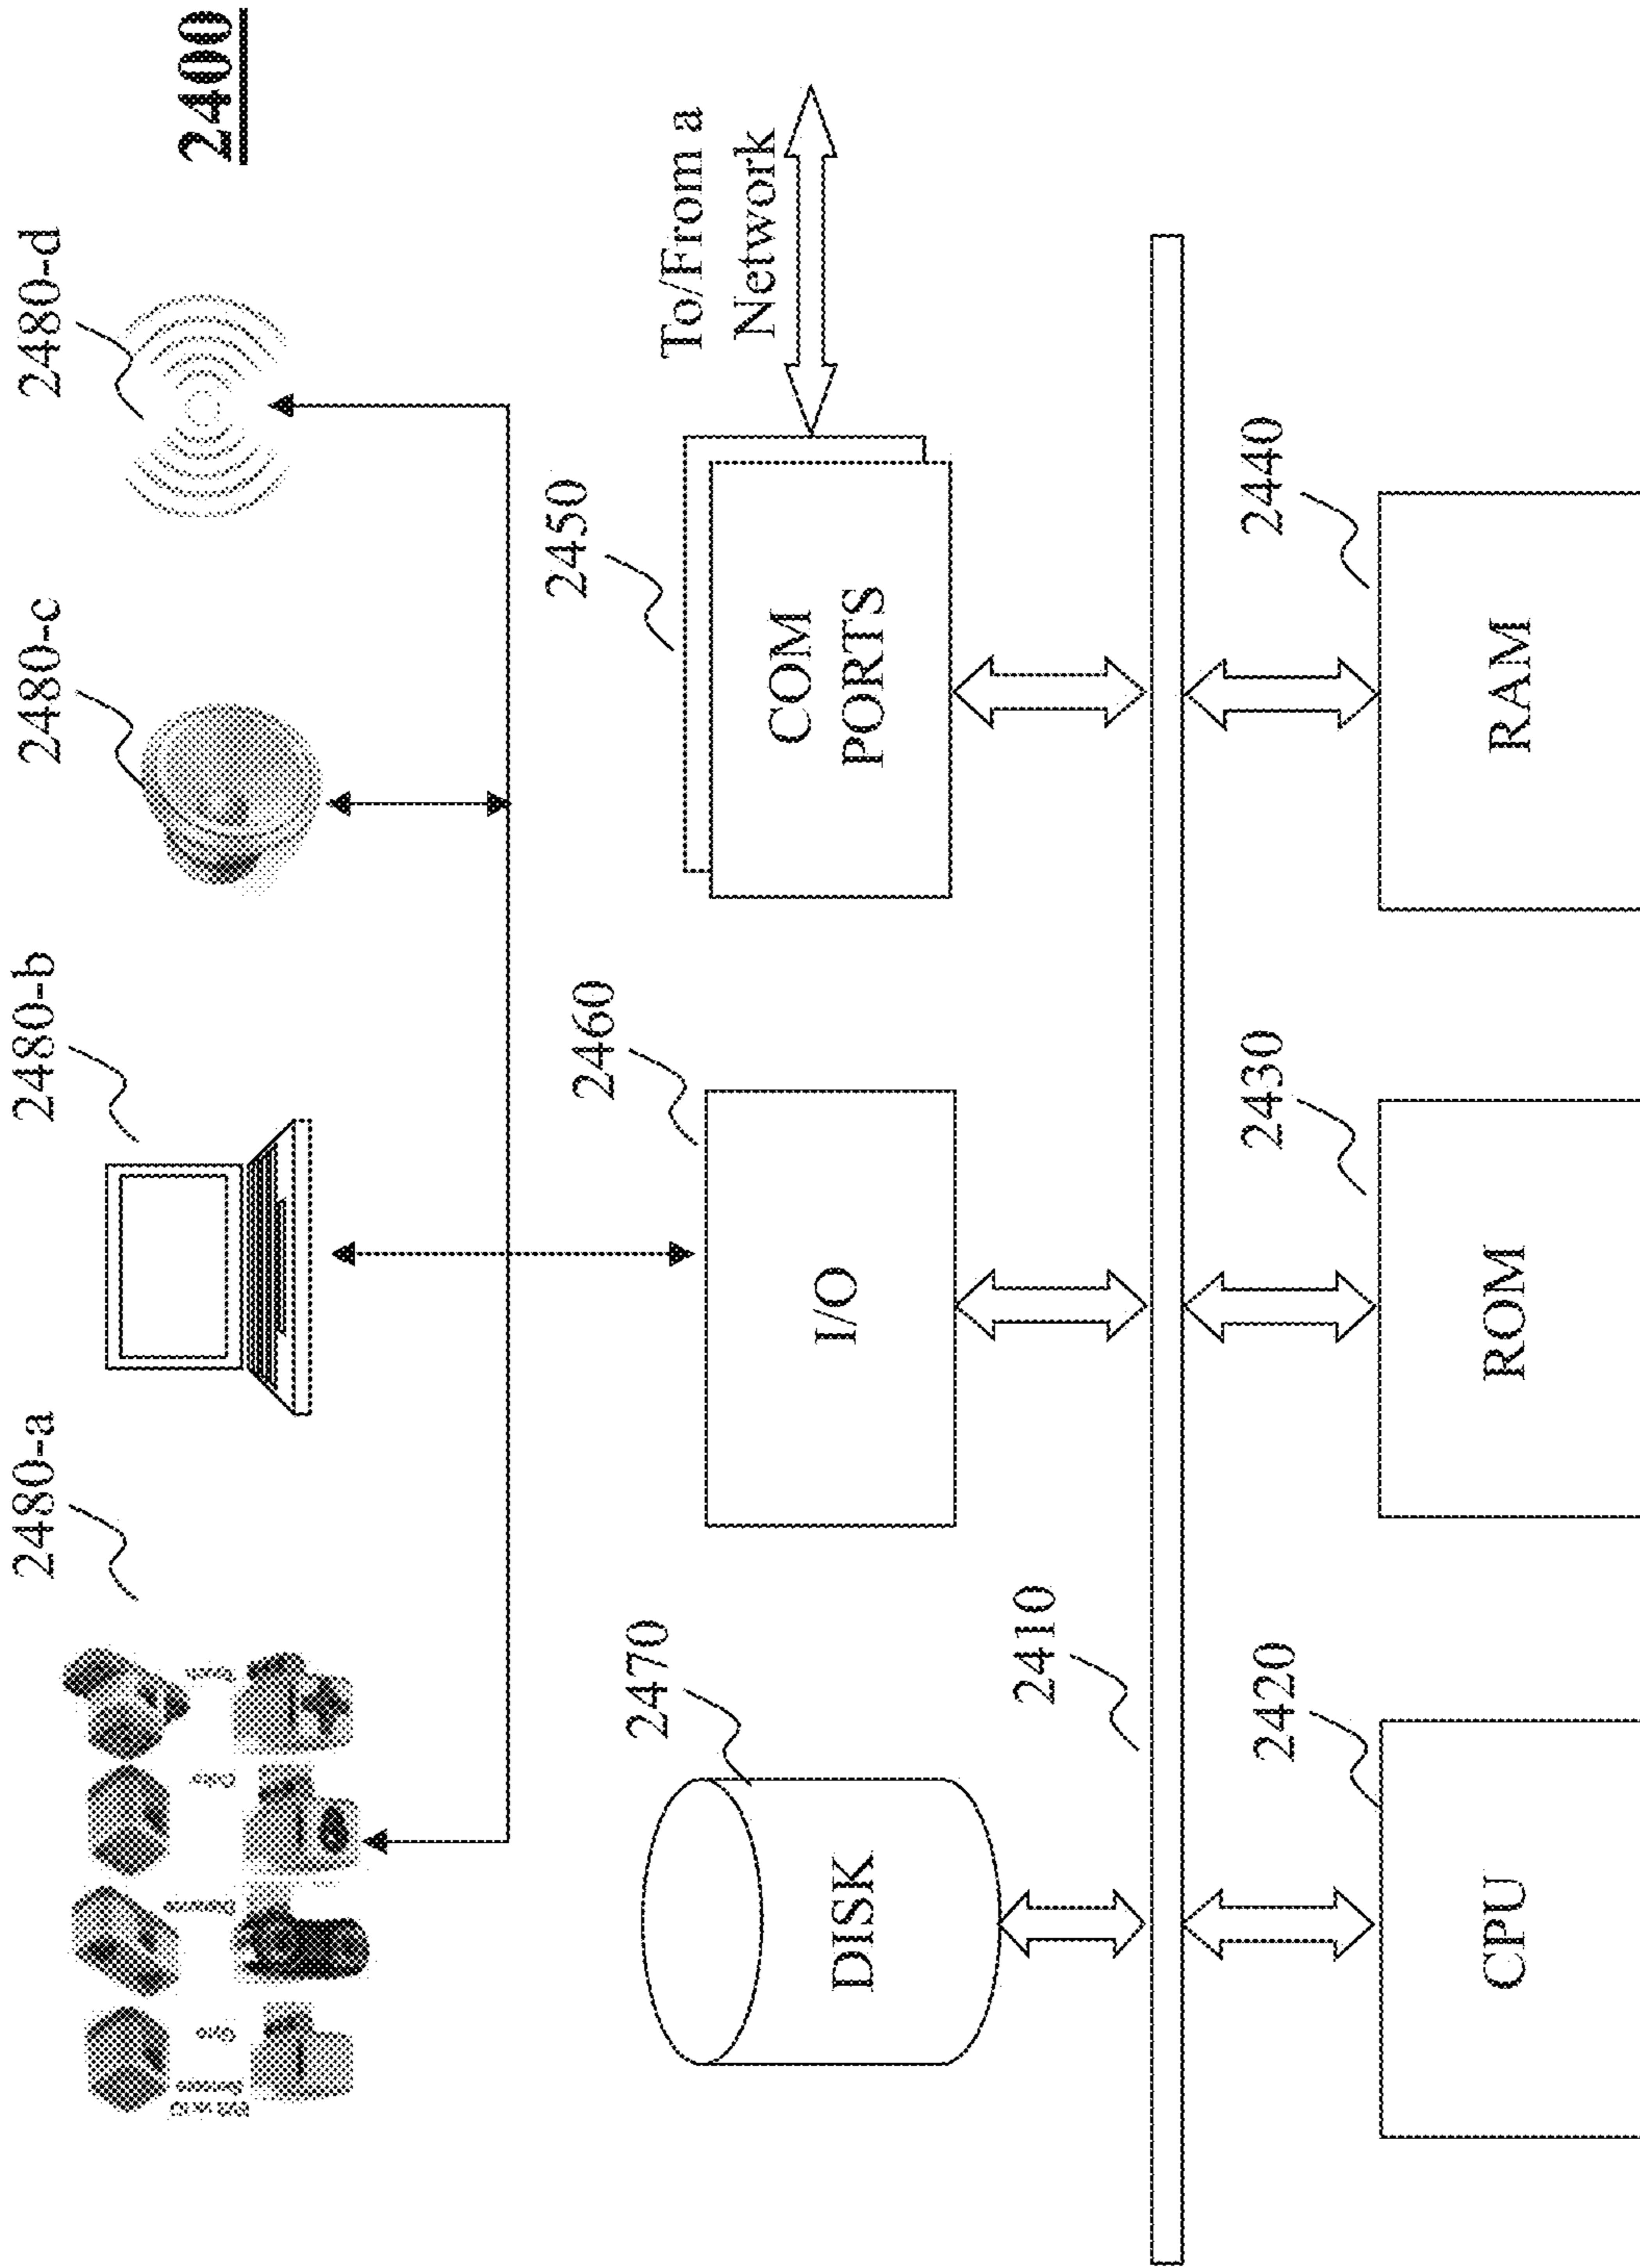 2480-a
2480-b
2480-c
2480-d
2400
2470
2460
2450
To/From a
Network
DISK
I/O
COM
PORTS
2410
2420
2430
2440
CPU
ROM
RAM